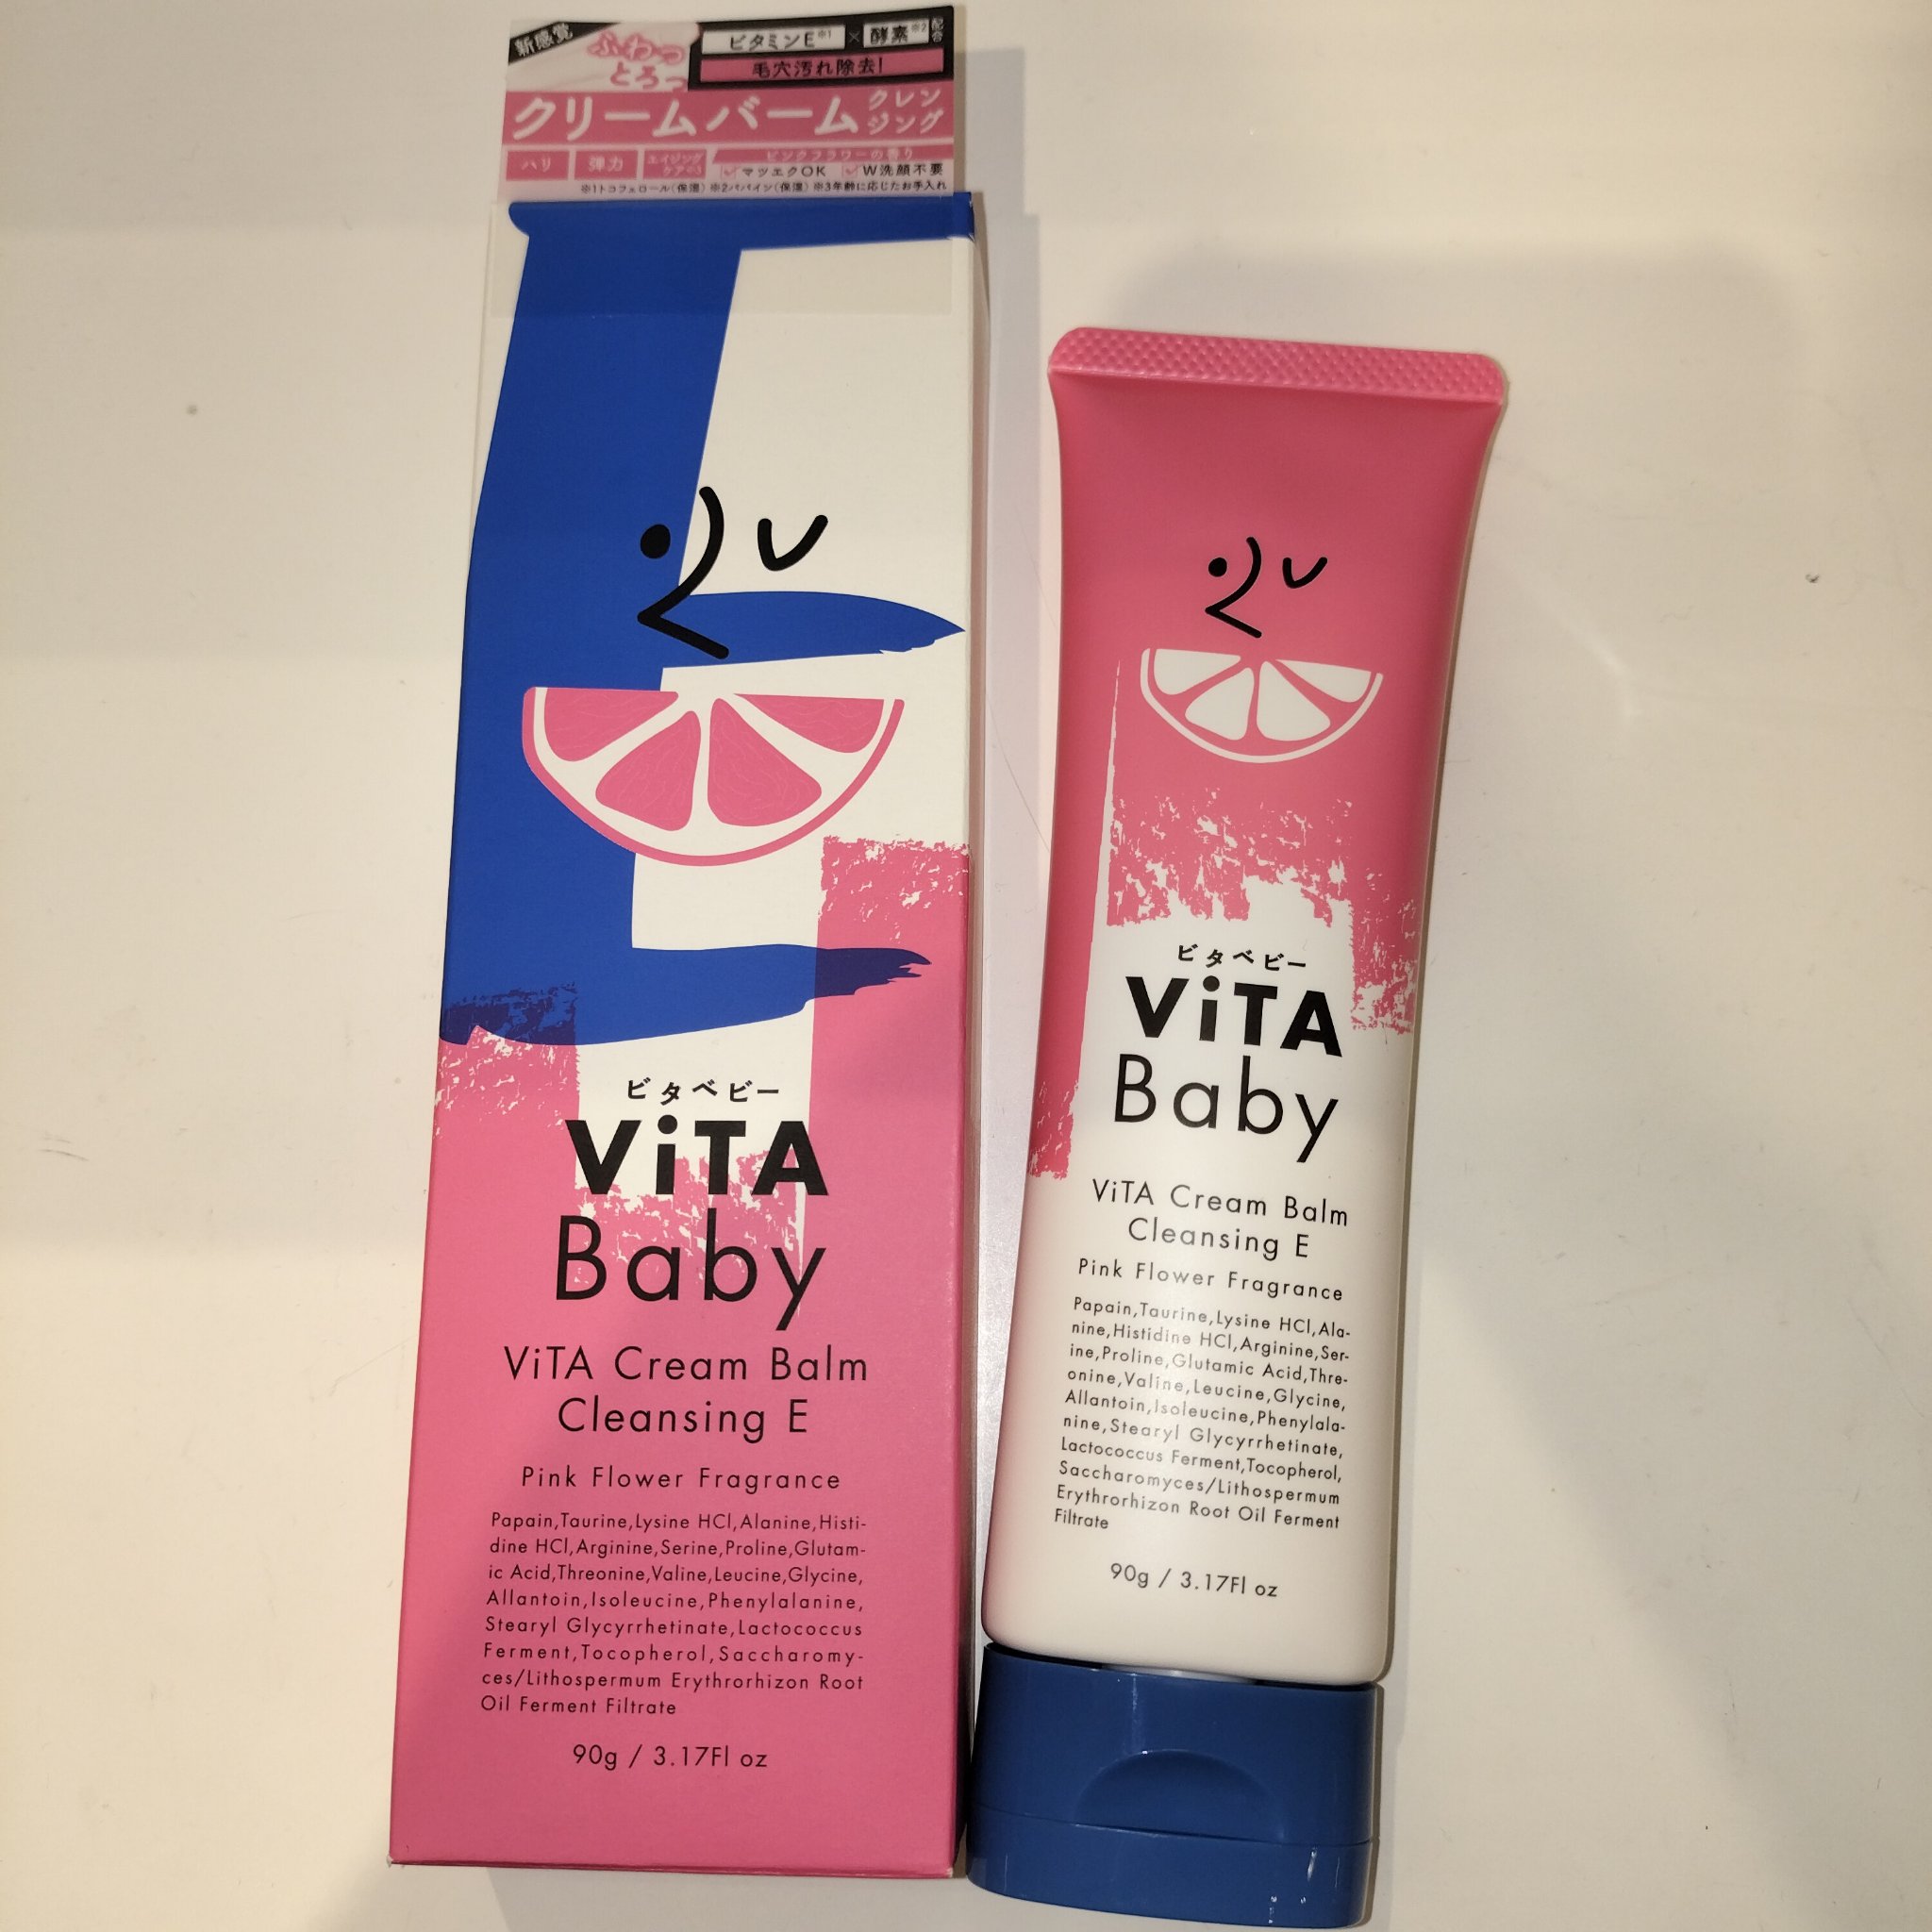 新感覚
ふわっ
とろっ
ビタミンE※1 × 酵素※2 配合
毛穴汚れ除去!
クリームバーム
クレン
ジング
ハリ 弾力 エイジング
ケア※3
ピンクフラワーの香り
マツエクOK W洗顔不要
※1トコフェロール(保湿) ※2パパイン(保湿) ※3年齢に応じたお手入れ
ビタベビー
ViTA
Baby
ViTA Cream Balm
Cleansing E
Pink Flower Fragrance
Papain,Taurine,Lysine HCl,Alanine,Histi-
dine HCl,Arginine,Serine,Proline,Glutam-
ic Acid,Threonine,Valine,Leucine,Glycine,
Allantoin,Isoleucine,Phenylalanine,
Stearyl Glycyrrhetinate,Lactococcus
Ferment,Tocopherol,Saccharomy-
ces/Lithospermum Erythrorhizon Root
Oil Ferment Filtrate
90g / 3.17Fl oz
ビタベビー
ViTA
Baby
ViTA Cream Balm
Cleansing E
Pink Flower Fragrance
Papain,Taurine,Lysine HCl,Ala-
nine,Histidine HCl,Arginine,Ser-
ine,Proline,Glutamic Acid,Thre-
onine,Valine,Leucine,Glycine,
Allantoin,Isoleucine,Phenylala-
nine,Stearyl Glycyrrhetinate,
Lactococcus Ferment,Tocopherol,
Saccharomyces/Lithospermum
Erythrorhizon Root Oil Ferment
Filtrate
90g / 3.17Fl oz